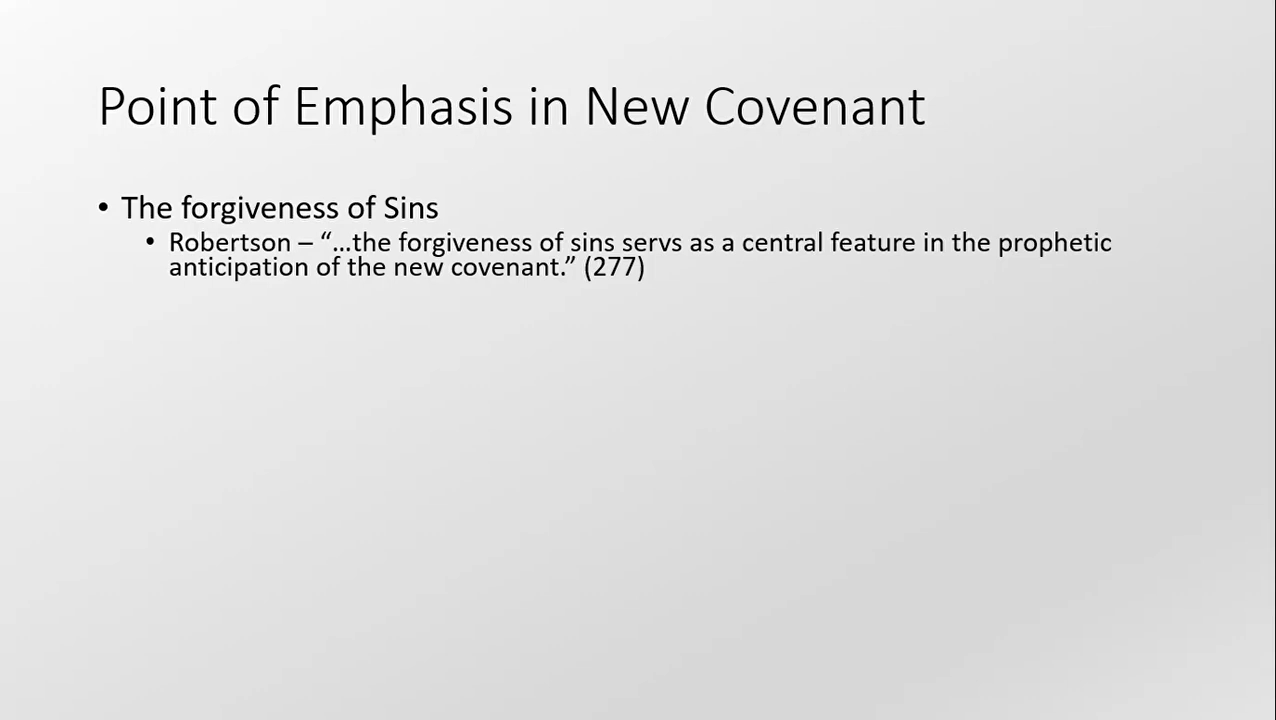 Point of Emphasis in New Covenant
• The forgiveness of Sins
• Robertson – “…the forgiveness of sins servs as a central feature in the prophetic
anticipation of the new covenant.” (277)